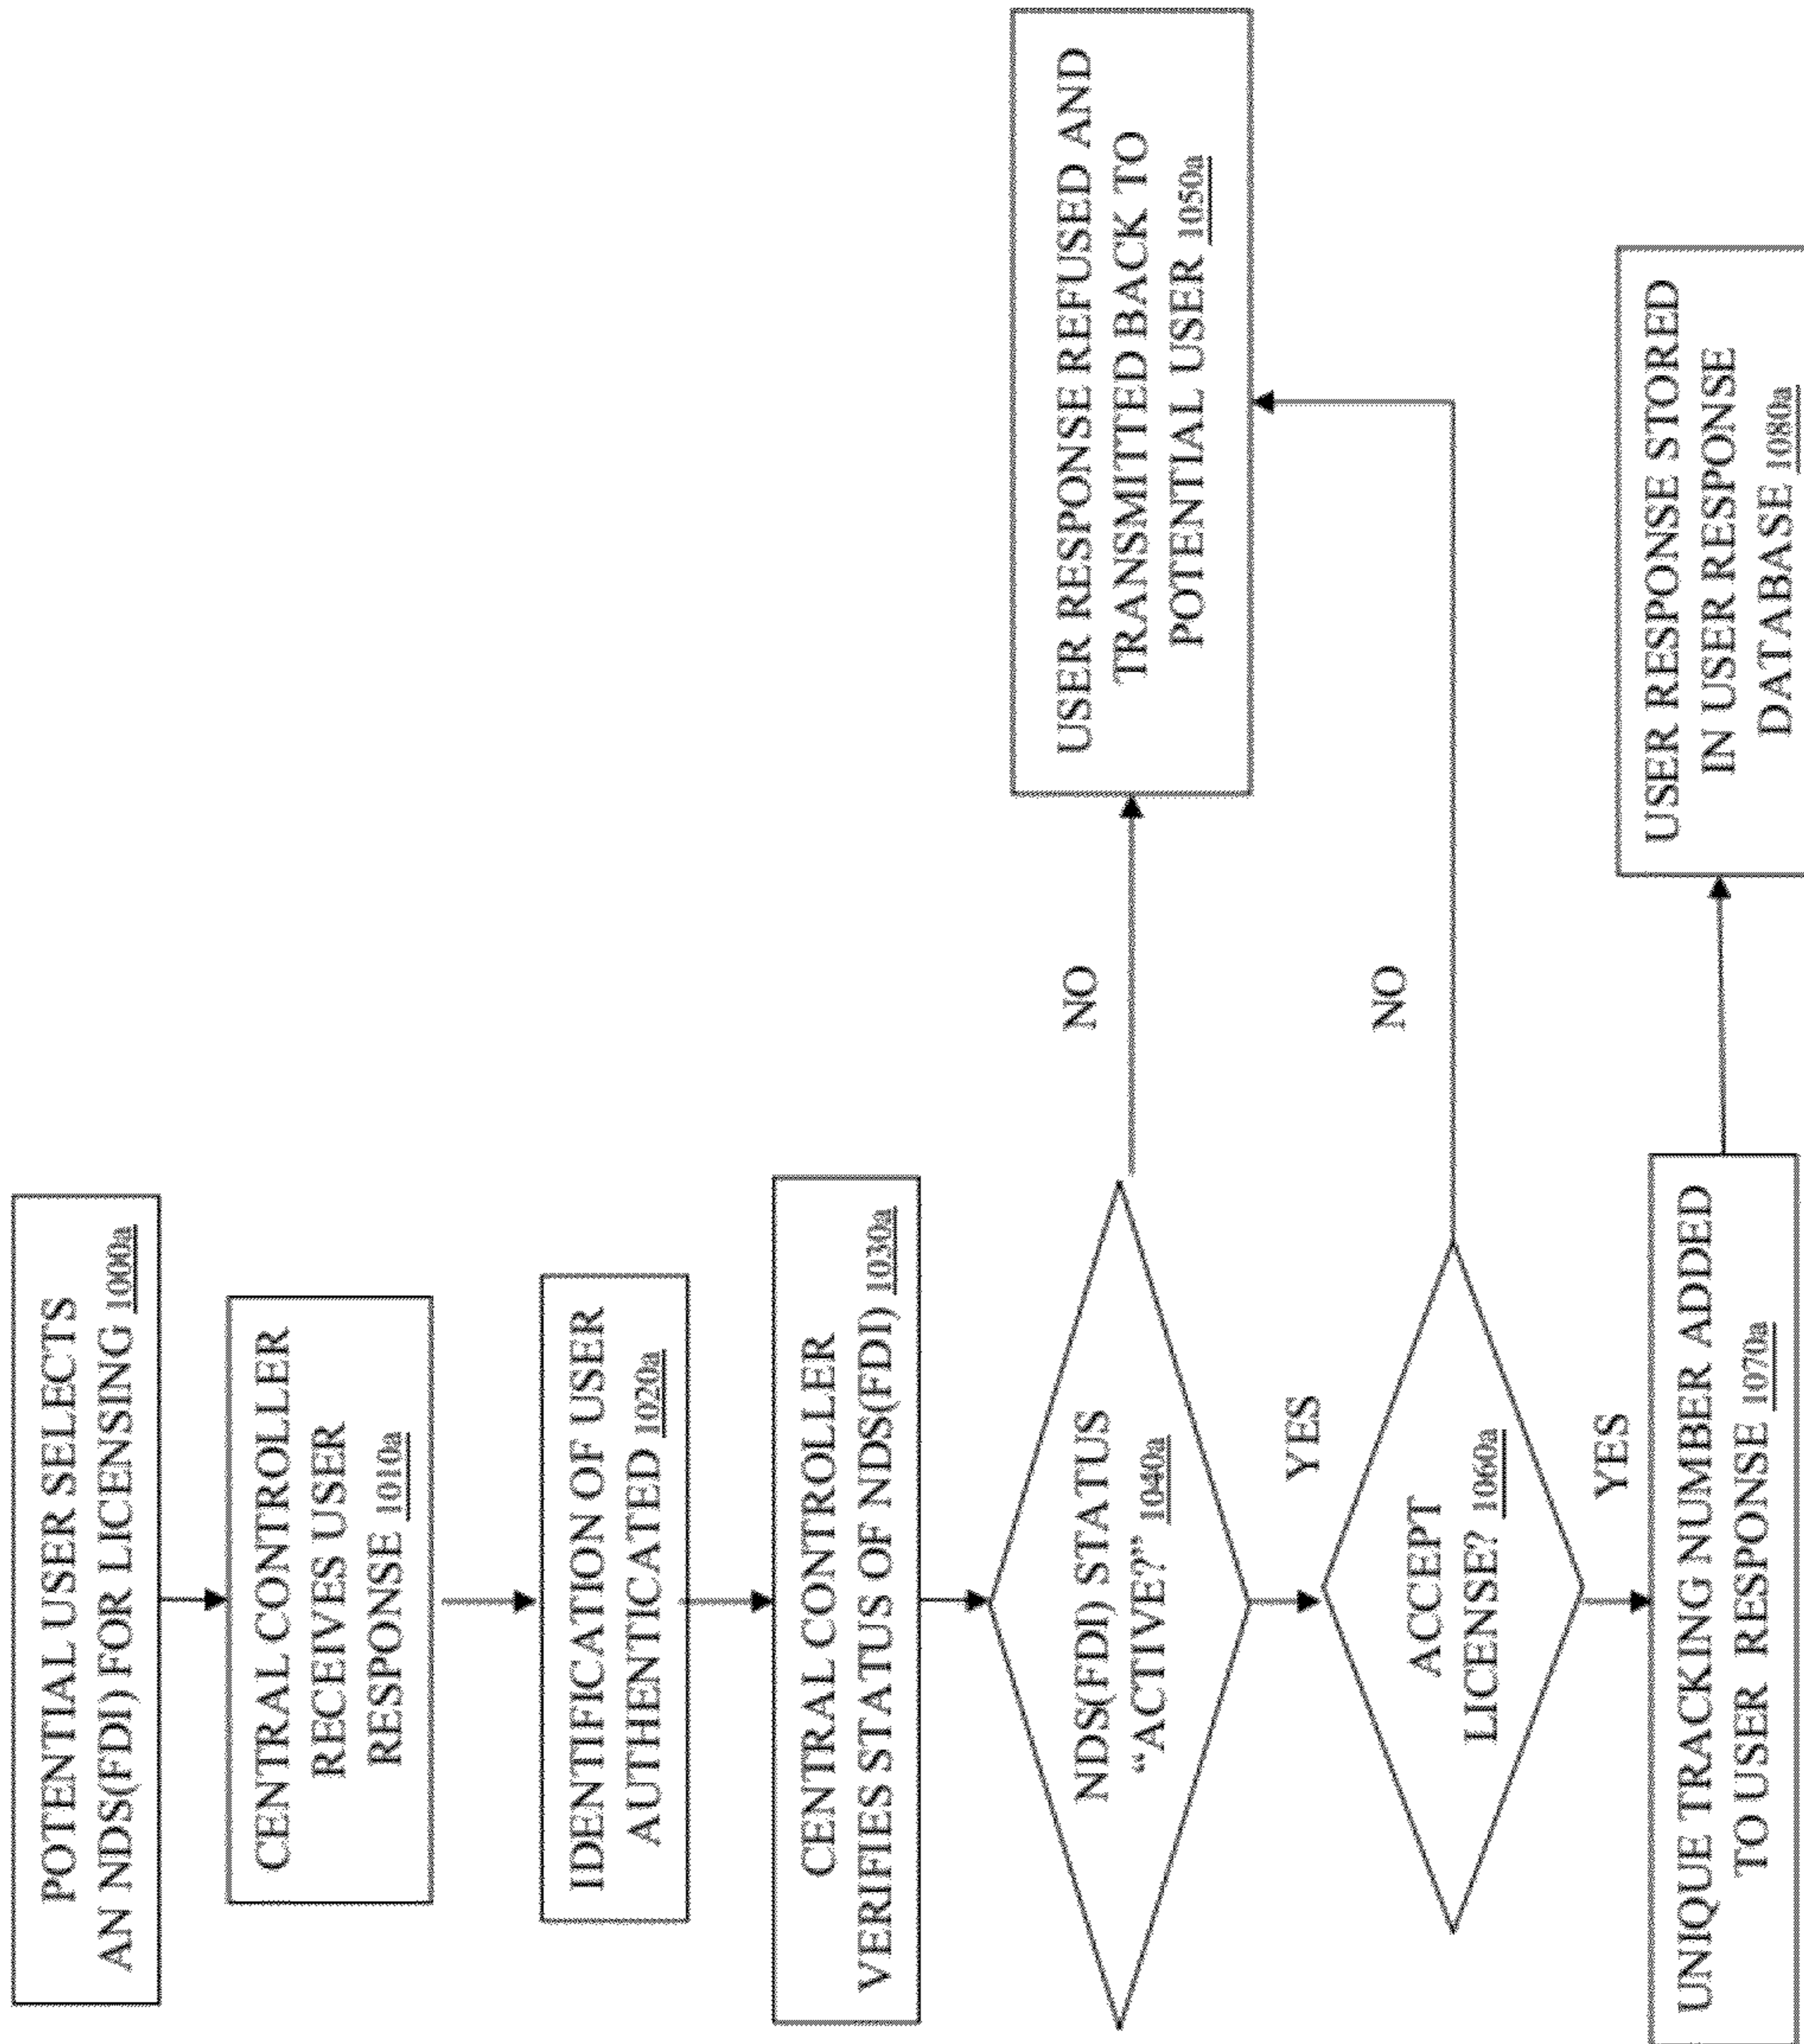 POTENTIAL USER SELECTS
AN NDS(FDI) FOR LICENSING 1000a
CENTRAL CONTROLLER
RECEIVES USER
RESPONSE 1010a
IDENTIFICATION OF USER
AUTHENTICATED 1020a
CENTRAL CONTROLLER
VERIFIES STATUS OF NDS(FDI) 1030a
NDS(FDI) STATUS
“ACTIVE?” 1040a
NO
USER RESPONSE REFUSED AND
TRANSMITTED BACK TO
POTENTIAL USER 1050a
YES
ACCEPT
LICENSE? 1060a
NO
YES
UNIQUE TRACKING NUMBER ADDED
TO USER RESPONSE 1070a
USER RESPONSE STORED
IN USER RESPONSE
DATABASE 1080a